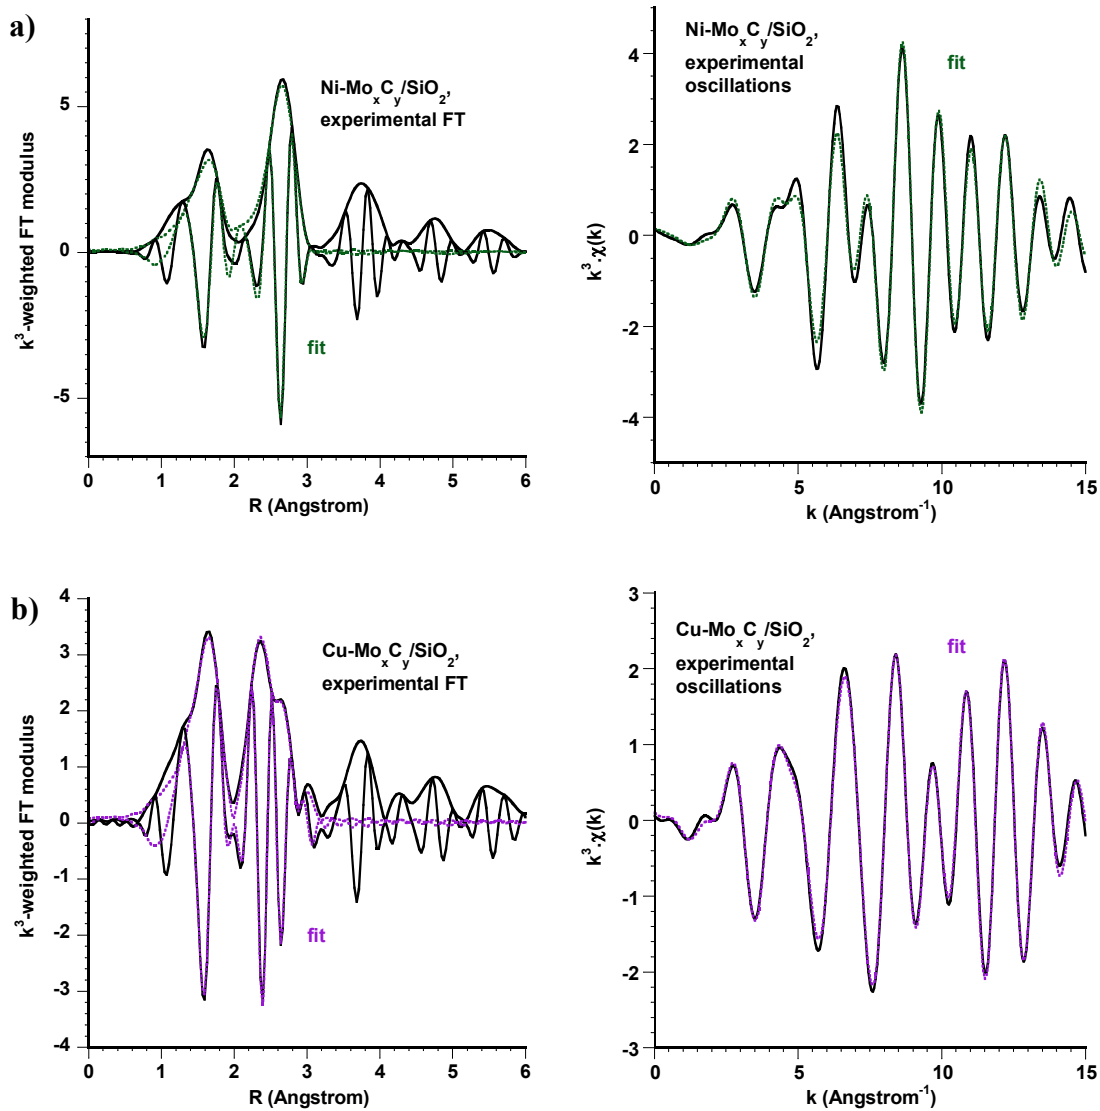 a)
Ni-MoxCy/SiO2,
experimental FT
fit
k3-weighted FT modulus
5
0
-5
0 1 2 3 4 5 6
R (Angstrom)
Ni-MoxCy/SiO2,
experimental
oscillations
fit
k3.χ(k)
4
2
0
-2
-4
0 5 10 15
k (Angstrom-1)
b)
Cu-MoxCy/SiO2,
experimental FT
fit
k3-weighted FT modulus
4
3
2
1
0
-1
-2
-3
-4
0 1 2 3 4 5 6
R (Angstrom)
Cu-MoxCy/SiO2,
experimental
oscillations
fit
k3.χ(k)
3
2
1
0
-1
-2
-3
0 5 10 15
k (Angstrom-1)